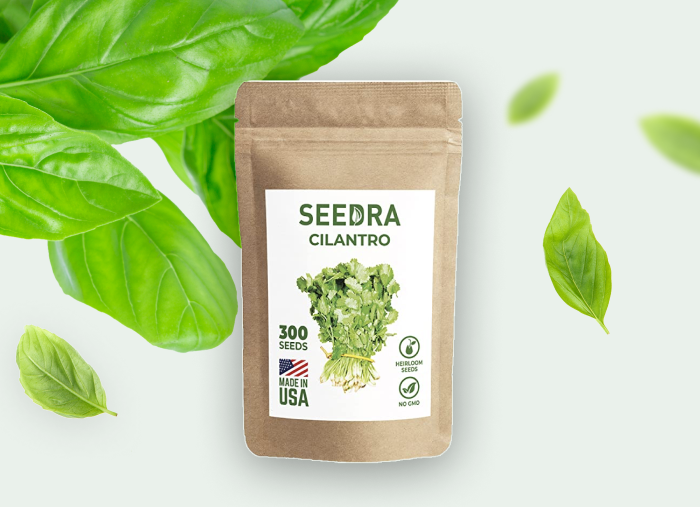 SEEDRA
CILANTRO
300
SEEDS
MADE IN
USA
HEIRLOOM
SEEDS
NO GMO